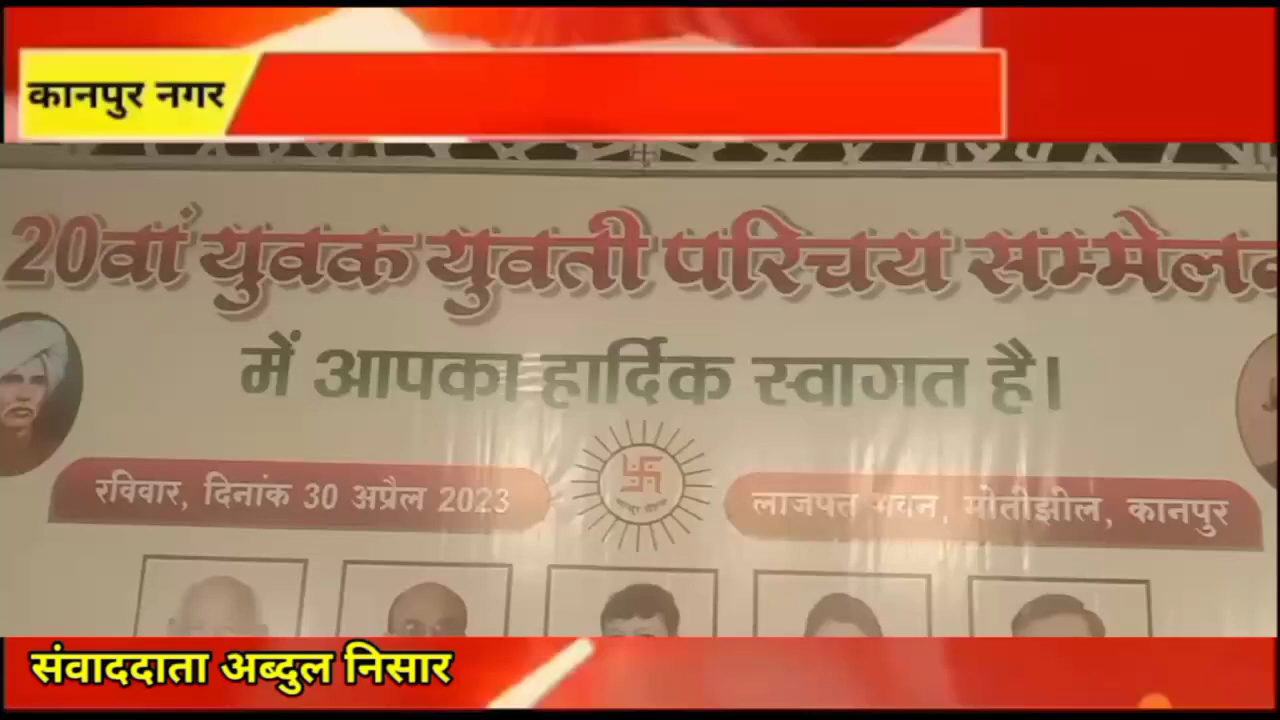 कानपुर नगर
20वां युवक युवती परिचय सम्मेलन
में आपका हार्दिक स्वागत है।
रविवार, दिनांक 30 अप्रैल 2023
लाजपत भवन, मोतीझील, कानपुर
संवाददाता अब्दुल निसार